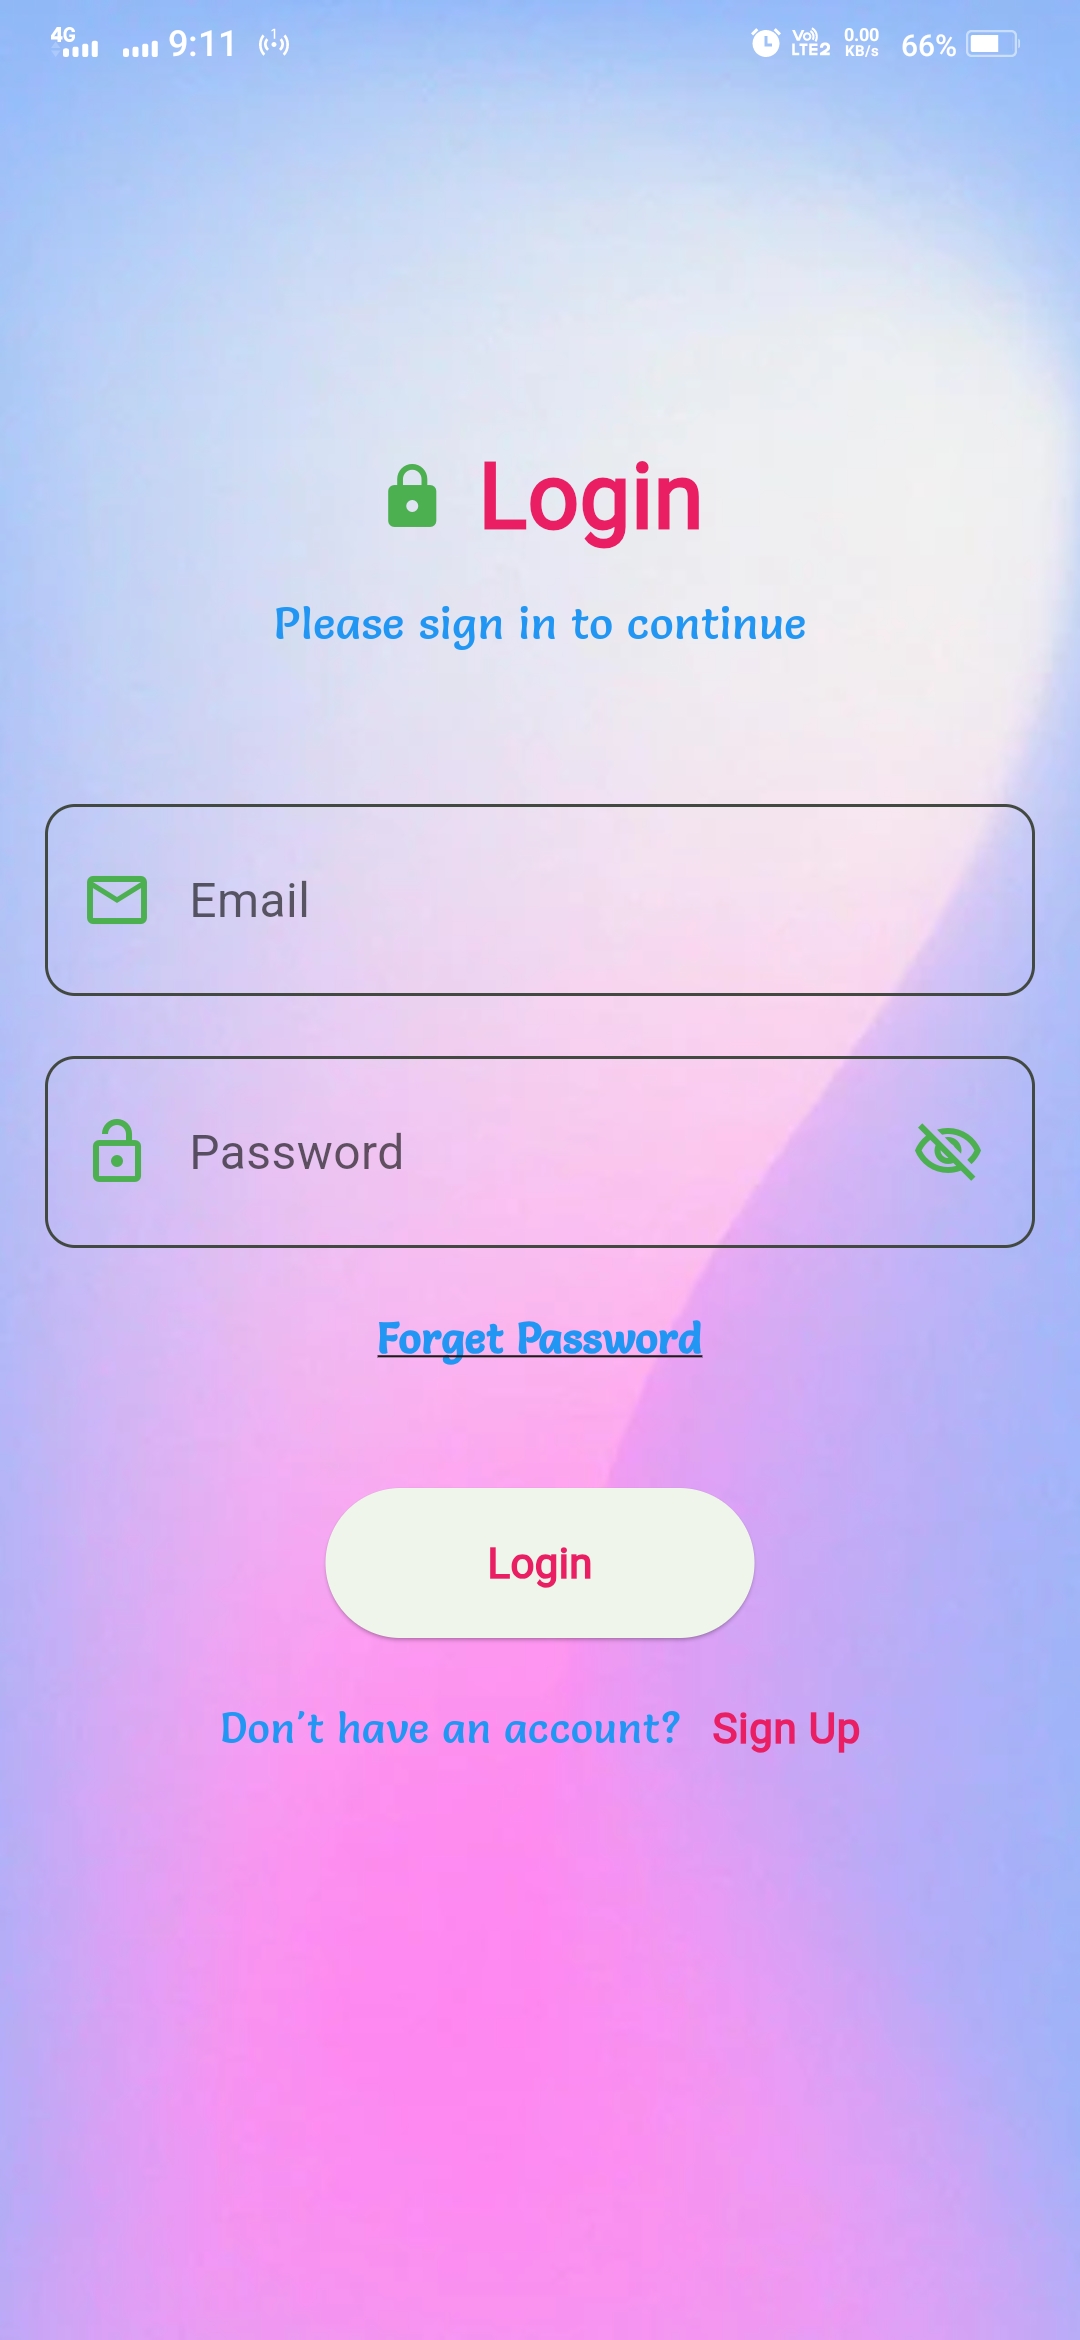 4G 9:11 1 Vo)) LTE2 0.00 KB/s 66%
Login
Please sign in to continue
Email
Password
Forget Password
Login
Don't have an account? Sign Up